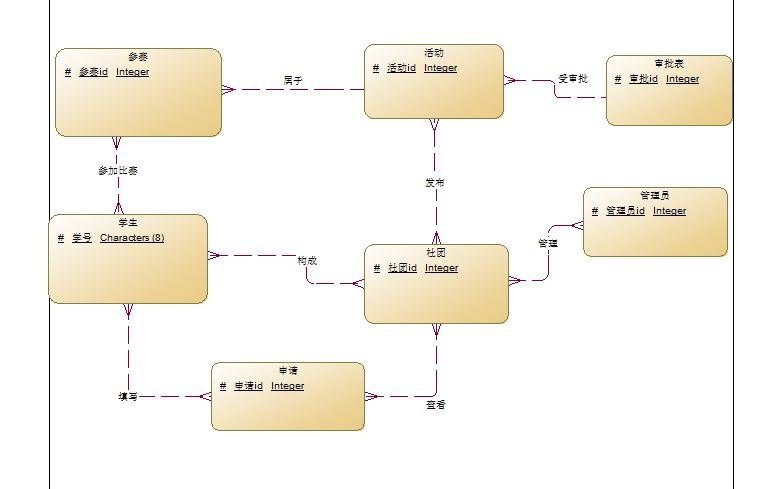 参赛
# 参赛id Integer
属于
活动
# 活动id Integer
受审批
审批表
# 审批id Integer
参加比赛
发布
学生
# 学号 Characters (8)
构成
社团
# 社团id Integer
管理
管理员
# 管理员id Integer
填写
申请
# 申请id Integer
查看